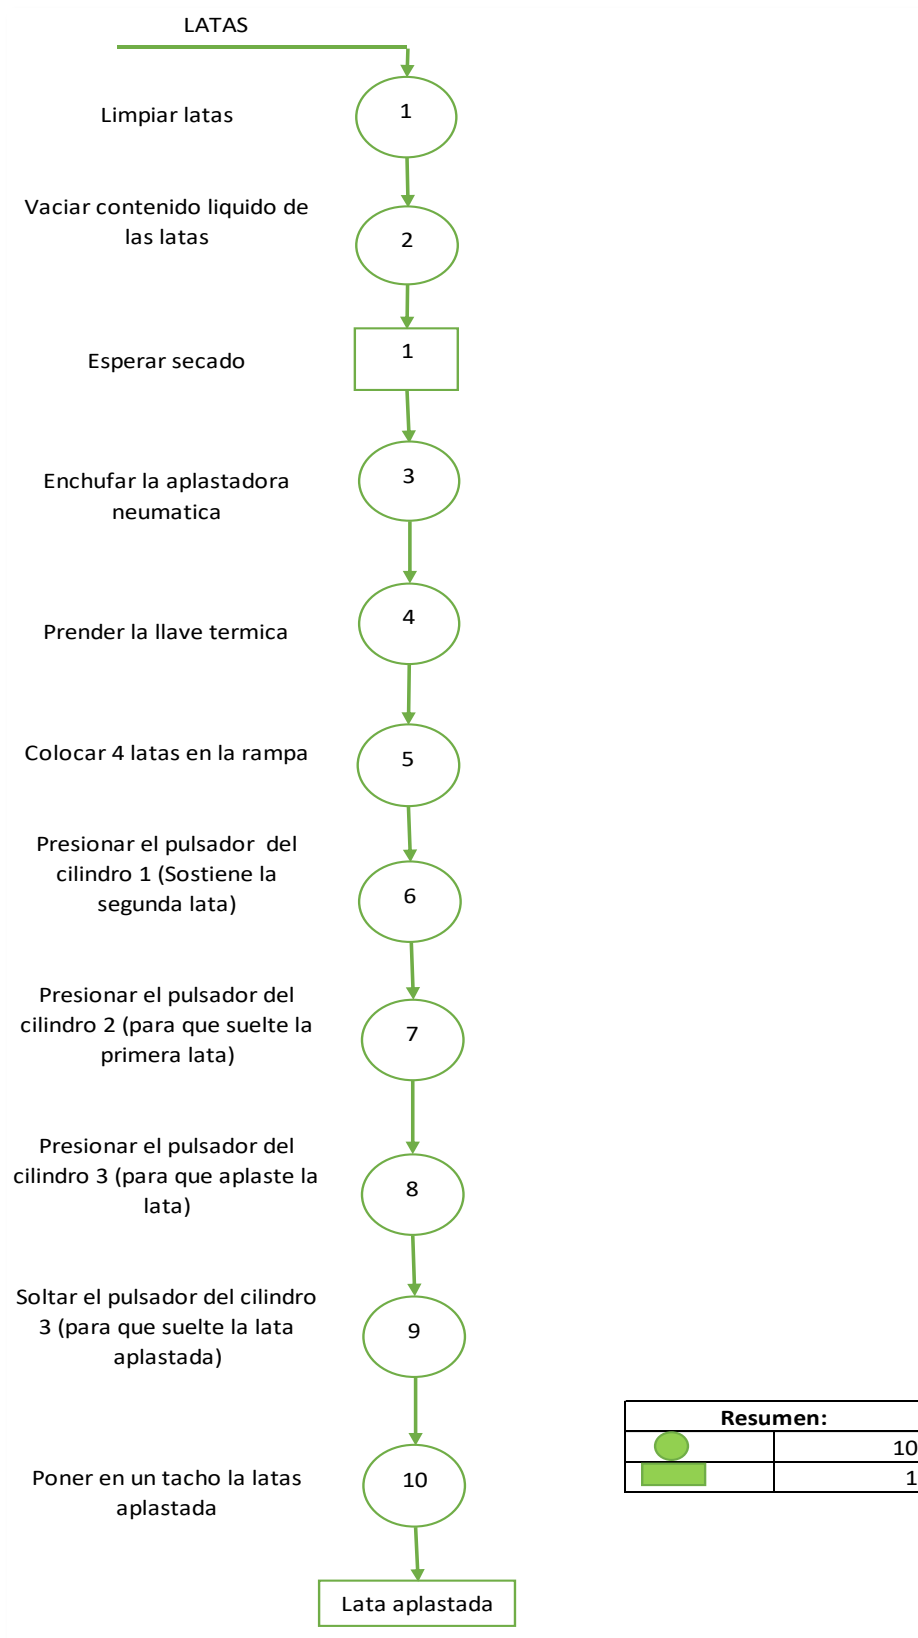 LATAS
Limpiar latas
1
Vaciar contenido liquido de
las latas
2
Esperar secado
1
Enchufar la aplastadora
neumatica
3
Prender la llave termica
4
Colocar 4 latas en la rampa
5
Presionar el pulsador  del
cilindro 1 (Sostiene la
segunda lata)
6
Presionar el pulsador del
cilindro 2 (para que suelte la
primera lata)
7
Presionar el pulsador del
cilindro 3 (para que aplaste la
lata)
8
Soltar el pulsador del cilindro
3 (para que suelte la lata
aplastada)
9
Poner en un tacho la latas
aplastada
10
Lata aplastada
Resumen:
10
1